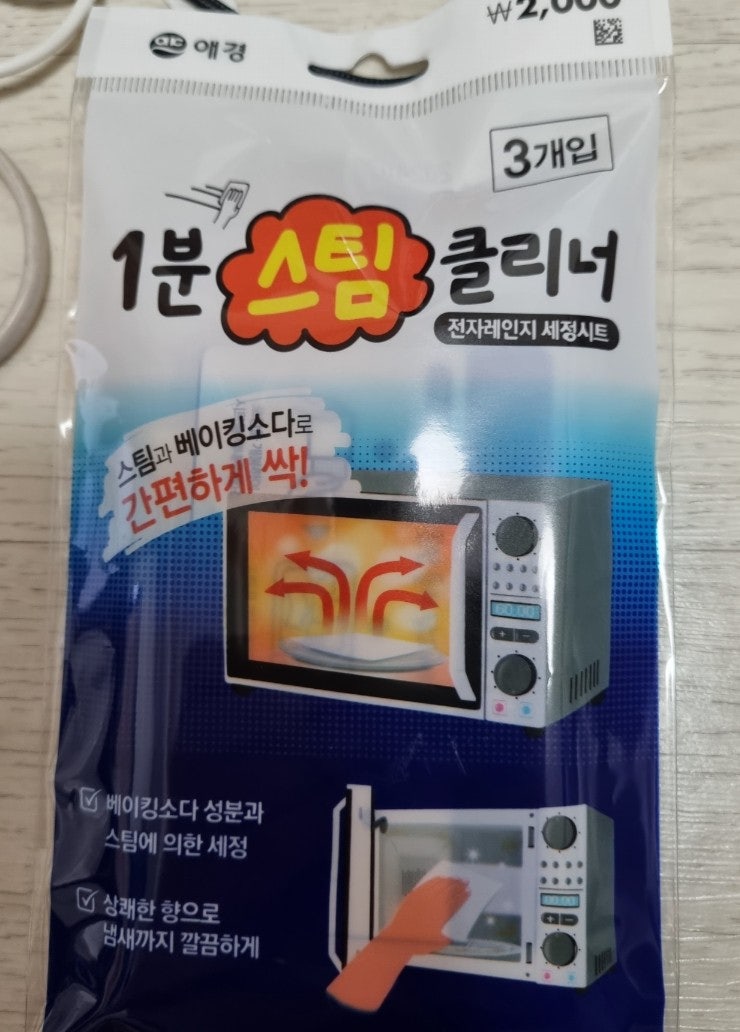 애경
₩2,000
3개입
1분 스팀 클리너
전자레인지 세정시트
스팀과 베이킹소다로
간편하게 싹!
베이킹소다 성분과
스팀에 의한 세정
상쾌한 향으로
냄새까지 깔끔하게